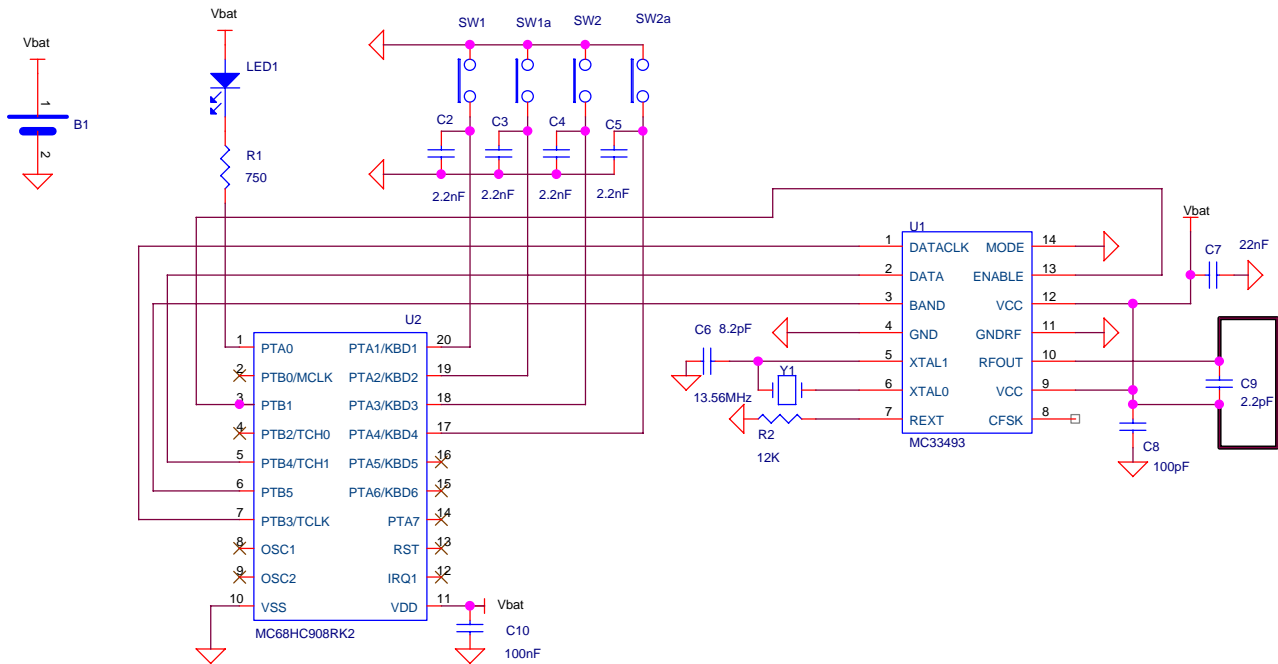 Vbat
1
B1
2
Vbat
LED1
R1
750
SW1
SW1a
SW2
SW2a
C2
C3
C4
C5
2.2nF
2.2nF
2.2nF
2.2nF
U1
1 DATACLK MODE 14
2 DATA ENABLE 13
3 BAND VCC 12
4 GND GNDRF 11
5 XTAL1 RFOUT 10
6 XTAL0 VCC 9
7 REXT CFSK 8
MC33493
Vbat
C7
22nF
C6 8.2pF
Y1
13.56MHz
R2
12K
C9
2.2pF
C8
100pF
U2
1 PTA0 PTA1/KBD1 20
2 PTB0/MCLK PTA2/KBD2 19
3 PTB1 PTA3/KBD3 18
4 PTB2/TCH0 PTA4/KBD4 17
5 PTB4/TCH1 PTA5/KBD5 16
6 PTB5 PTA6/KBD6 15
7 PTB3/TCLK PTA7 14
8 OSC1 RST 13
9 OSC2 IRQ1 12
10 VSS VDD 11
MC68HC908RK2
Vbat
C10
100nF